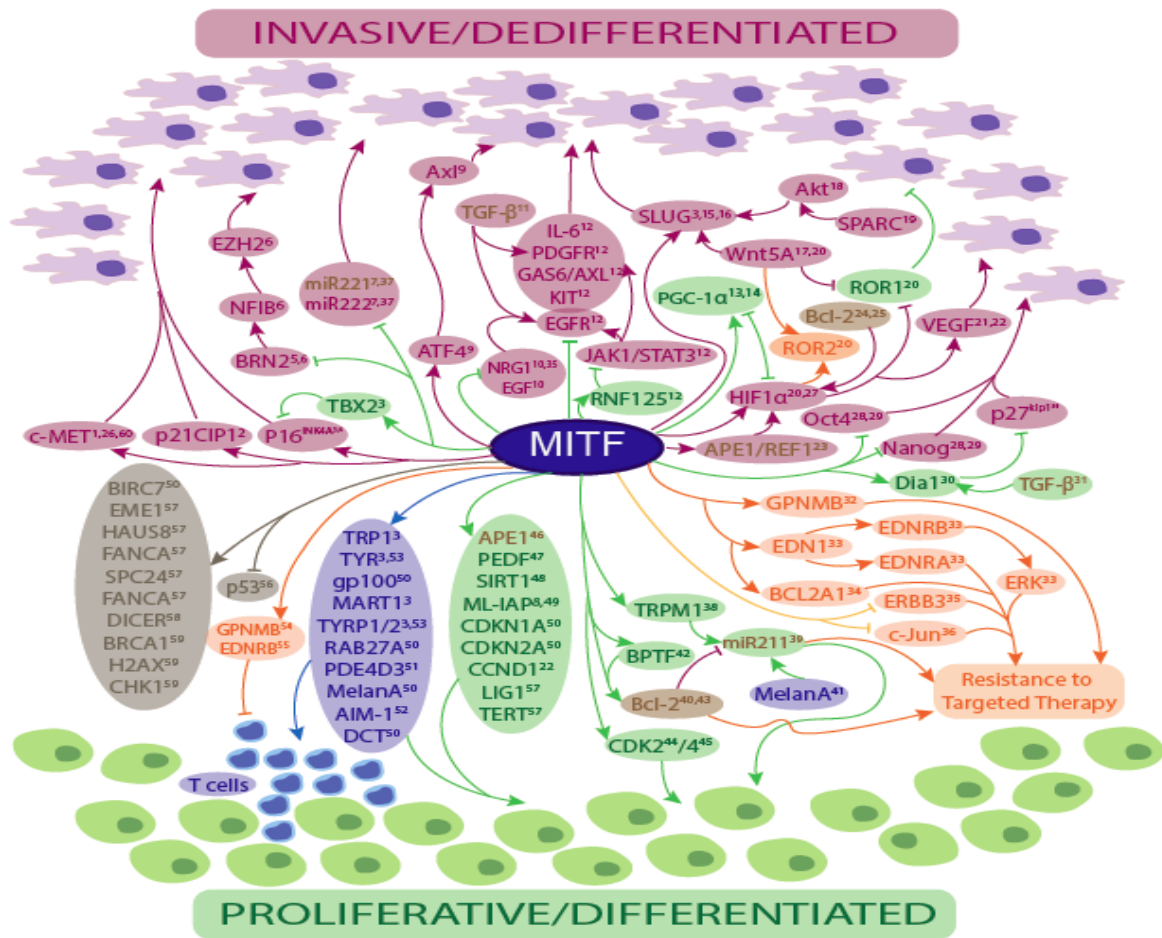 INVASIVE/DEDIFFERENTIATED
Axl⁹
Akt¹⁸
TGF-β¹¹
SLUG³,¹⁵,¹⁶
SPARC¹⁹
IL-6¹²
PDGFR¹²
GAS6/AXL¹²
KIT¹²
EGFR¹²
EZH2⁶
Wnt5A¹⁷,²⁰
miR221⁷,³⁷
miR222⁷,³⁷
PGC-1α¹³,¹⁴
ROR1²⁰
NFIB⁶
Bcl-2²⁴,²⁵
VEGF²¹,²²
BRN2⁵,⁶
ATF4⁹
NRG1¹⁰,³⁵
EGF¹⁰
JAK1/STAT3¹²
ROR2²⁰
TBX2³
RNF125¹²
HIF1α²⁰,²⁷
Oct4²⁸,²⁹
c-MET¹,²⁶,⁶⁰
p21CIP1²
MITF
APE1/REF1²³
Nanog²⁸,²⁹
Dia1³⁰
TGF-β³¹
BIRC7⁵⁰
EME1⁵⁷
HAUS8⁵⁷
FANCA⁵⁷
SPC24⁵⁷
FANCA⁵⁷
DICER⁵⁸
BRCA1⁵⁹
H2AX⁵⁹
CHK1⁵⁹
p53⁵⁶
GPNMB⁵⁴
EDNRB⁵⁵
TRP1³
TYR³,⁵³
gp100⁵⁰
MART1³
TYRP1/2³,⁵³
RAB27A⁵⁰
PDE4D3⁵¹
MelanA⁵⁰
AIM-1⁵²
DCT⁵⁰
APE1⁴⁶
PEDF⁴⁷
SIRT1⁴⁸
ML-IAP⁸,⁴⁹
CDKN1A⁵⁰
CDKN2A⁵⁰
CCND1²²
LIG1⁵⁷
TERT⁵⁷
GPNMB³²
EDN1³³
EDNRB³³
EDNRA³³
ERK³³
BCL2A1³⁴
ERBB3³⁵
c-Jun³⁶
TRPM1³⁸
miR211³⁹
BPTF⁴²
Bcl-2⁴⁰,⁴³
MelanA⁴¹
CDK2⁴⁴/4⁴⁵
Resistance to
Targeted Therapy
T cells
PROLIFERATIVE/DIFFERENTIATED